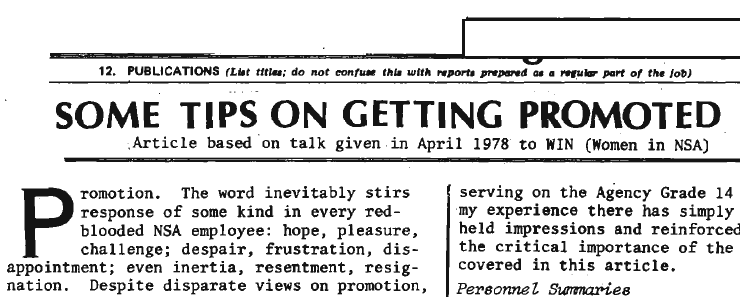 12. PUBLICATIONS (List titles; do not confuse this with reports prepared as a regular part of the job)
SOME TIPS ON GETTING PROMOTED
Article based on talk given in April 1978 to WIN (Women in NSA)
Promotion. The word inevitably stirs
response of some kind in every red-
blooded NSA employee: hope, pleasure,
challenge; despair, frustration, dis-
appointment; even inertia, resentment, resig-
nation. Despite disparate views on promotion,
serving on the Agency Grade 14
my experience there has simply
held impressions and reinforced
the critical importance of the
covered in this article.
Personnel Summaries